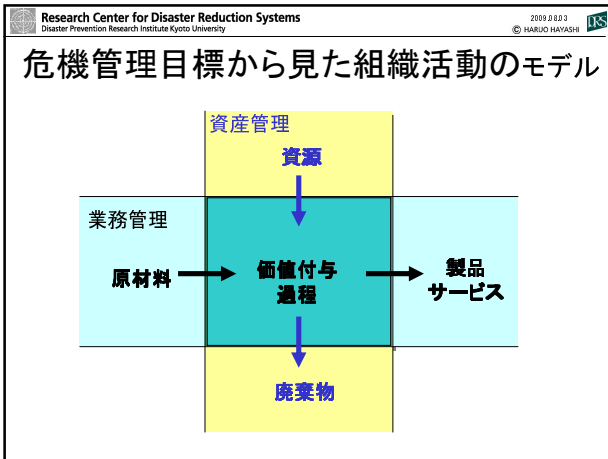 Research Center for Disaster Reduction Systems
Disaster Prevention Research Institute Kyoto University
2009.08.03
© HARUO HAYASHI
DRS
危機管理目標から見た組織活動のモデル
資産管理
資源
業務管理
原材料
価値付与
過程
製品
サービス
廃棄物